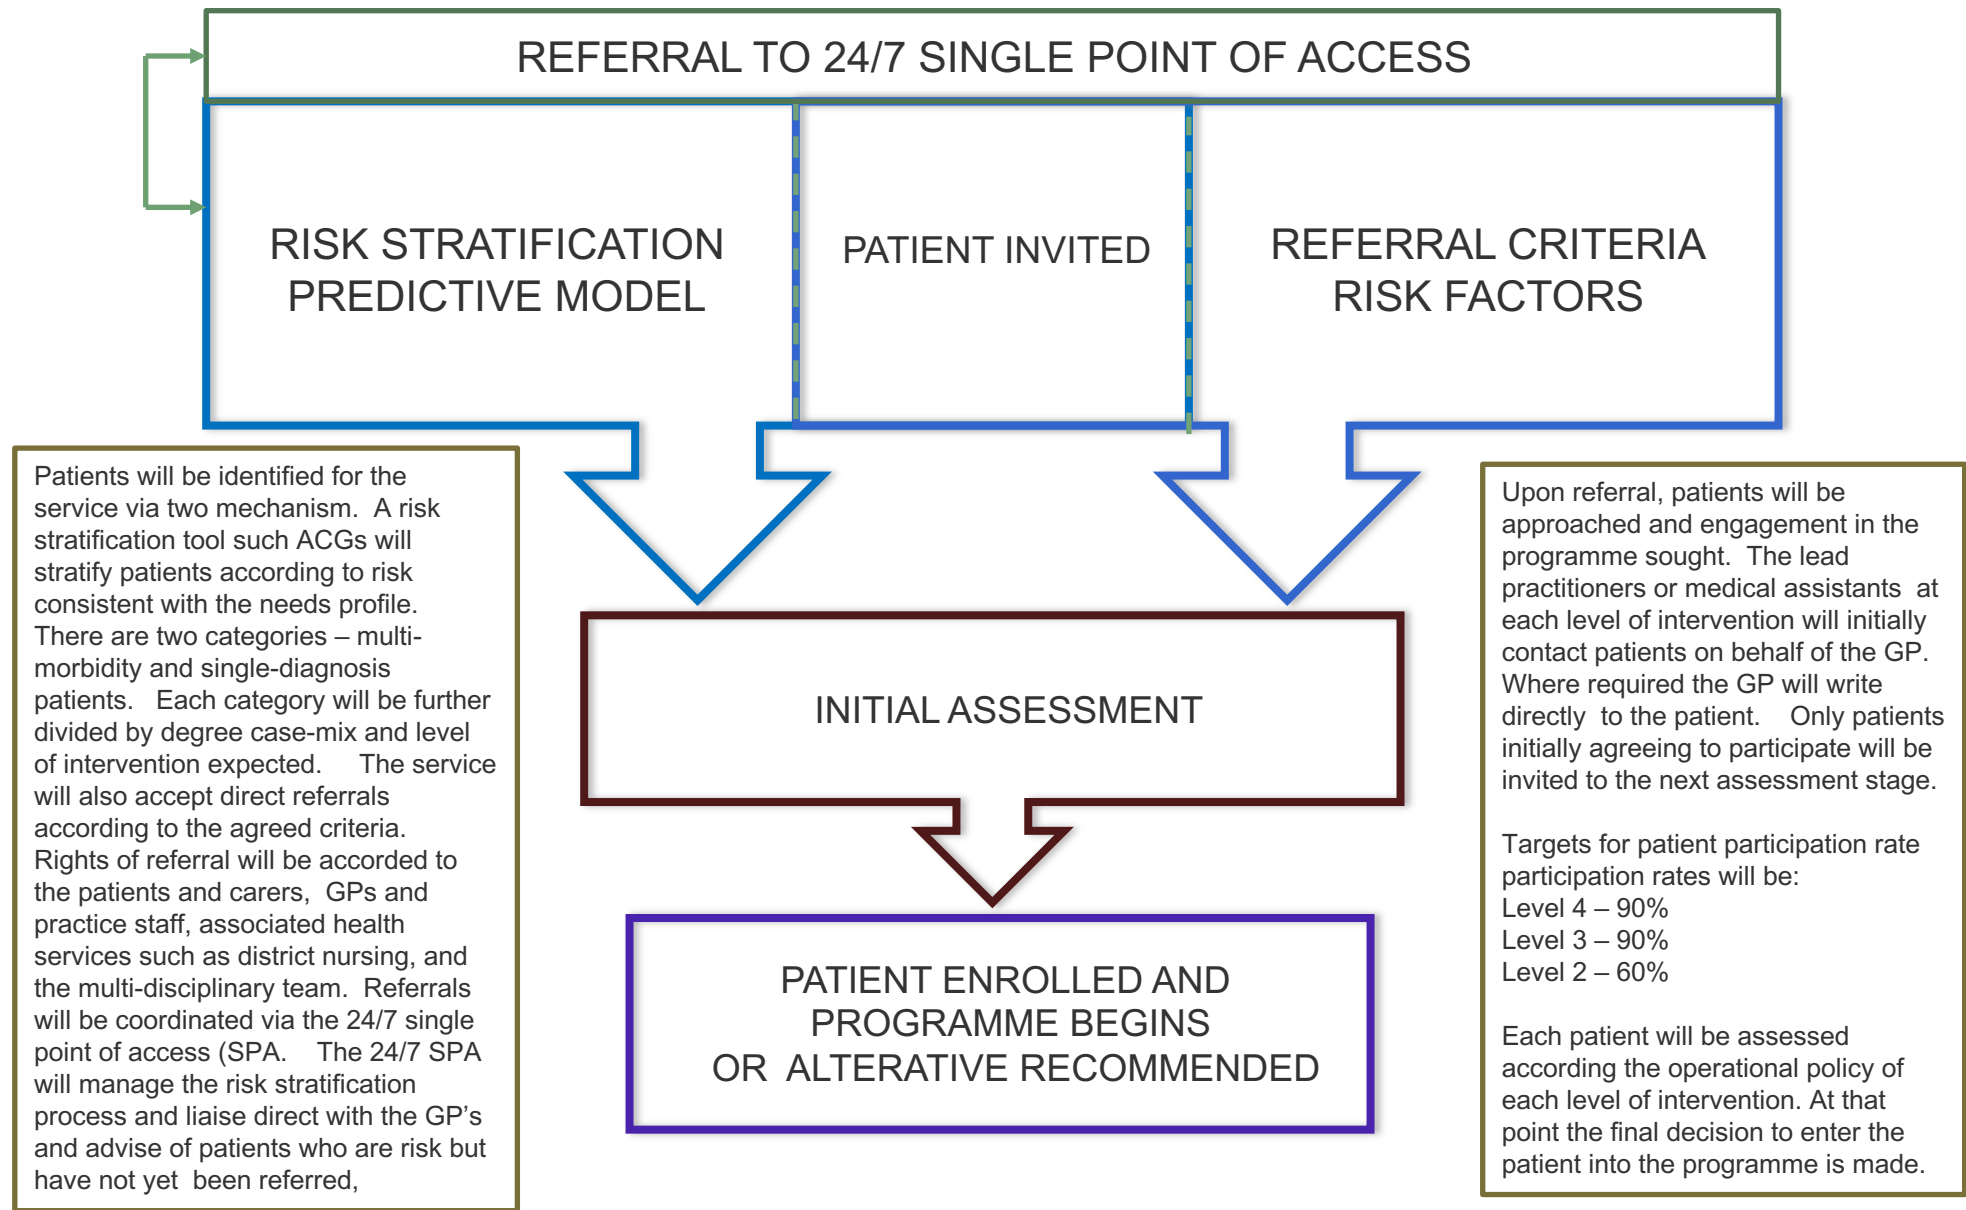 REFERRAL TO 24/7 SINGLE POINT OF ACCESS
RISK STRATIFICATION
PREDICTIVE MODEL
PATIENT INVITED
REFERRAL CRITERIA
RISK FACTORS
Patients will be identified for the
service via two mechanism.  A risk
stratification tool such ACGs will
stratify patients according to risk
consistent with the needs profile.
There are two categories – multi-
morbidity and single-diagnosis
patients.   Each category will be further
divided by degree case-mix and level
of intervention expected.     The service
will also accept direct referrals
according to the agreed criteria.
Rights of referral will be accorded to
the patients and carers,  GPs and
practice staff, associated health
services such as district nursing, and
the multi-disciplinary team.  Referrals
will be coordinated via the 24/7 single
point of access (SPA.    The 24/7 SPA
will manage the risk stratification
process and liaise direct with the GP’s
and advise of patients who are risk but
have not yet  been referred,
Upon referral, patients will be
approached and engagement in the
programme sought.  The lead
practitioners or medical assistants  at
each level of intervention will initially
contact patients on behalf of the GP.
Where required the GP will write
directly  to the patient.    Only patients
initially agreeing to participate will be
invited to the next assessment stage.
Targets for patient participation rate
participation rates will be:
Level 4 – 90%
Level 3 – 90%
Level 2 – 60%
Each patient will be assessed
according the operational policy of
each level of intervention. At that
point the final decision to enter the
patient into the programme is made.
INITIAL ASSESSMENT
PATIENT ENROLLED AND
PROGRAMME BEGINS
OR  ALTERATIVE RECOMMENDED